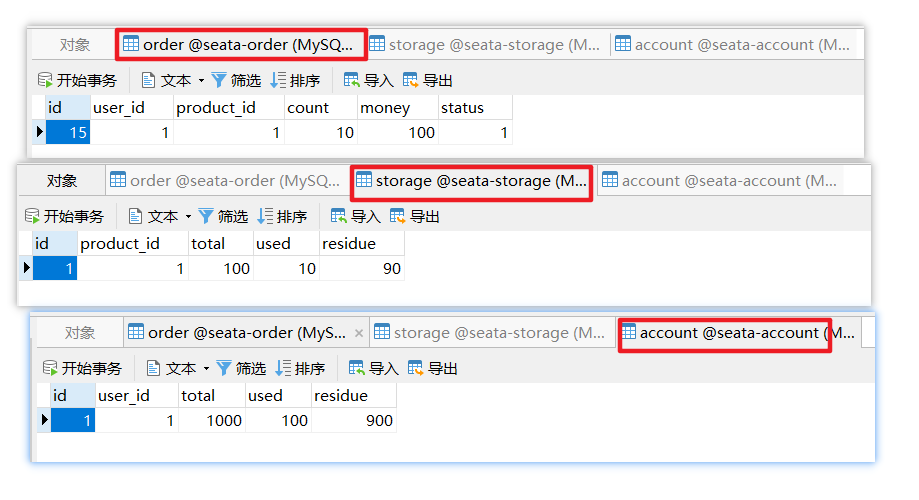 对象 order @seata-order (MySQ... storage @seata-storage (M... account @seata-account (M...
开始事务 文本 筛选 排序 导入 导出
id user_id product_id count money status
15 1 1 10 100 1
对象 order @seata-order (MySQ... storage @seata-storage (M... account @seata-account (M...
开始事务 文本 筛选 排序 导入 导出
id product_id total used residue
1 1 100 10 90
对象 order @seata-order (MyS... × storage @seata-storage (M... account @seata-account (M...
开始事务 文本 筛选 排序 导入 导出
id user_id total used residue
1 1 1000 100 900